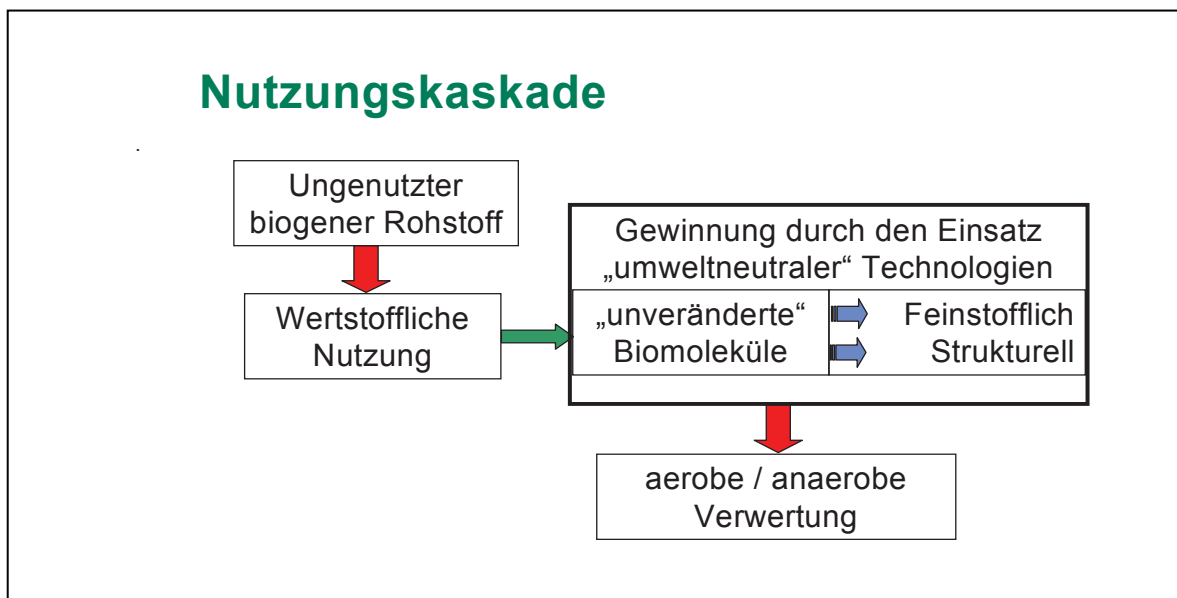 Nutzungskaskade
Ungenutzter
biogener Rohstoff
Wertstoffliche
Nutzung
Gewinnung durch den Einsatz
„umweltneutraler“ Technologien
„unveränderte“
Biomoleküle
Feinstofflich
Strukturell
aerobe / anaerobe
Verwertung